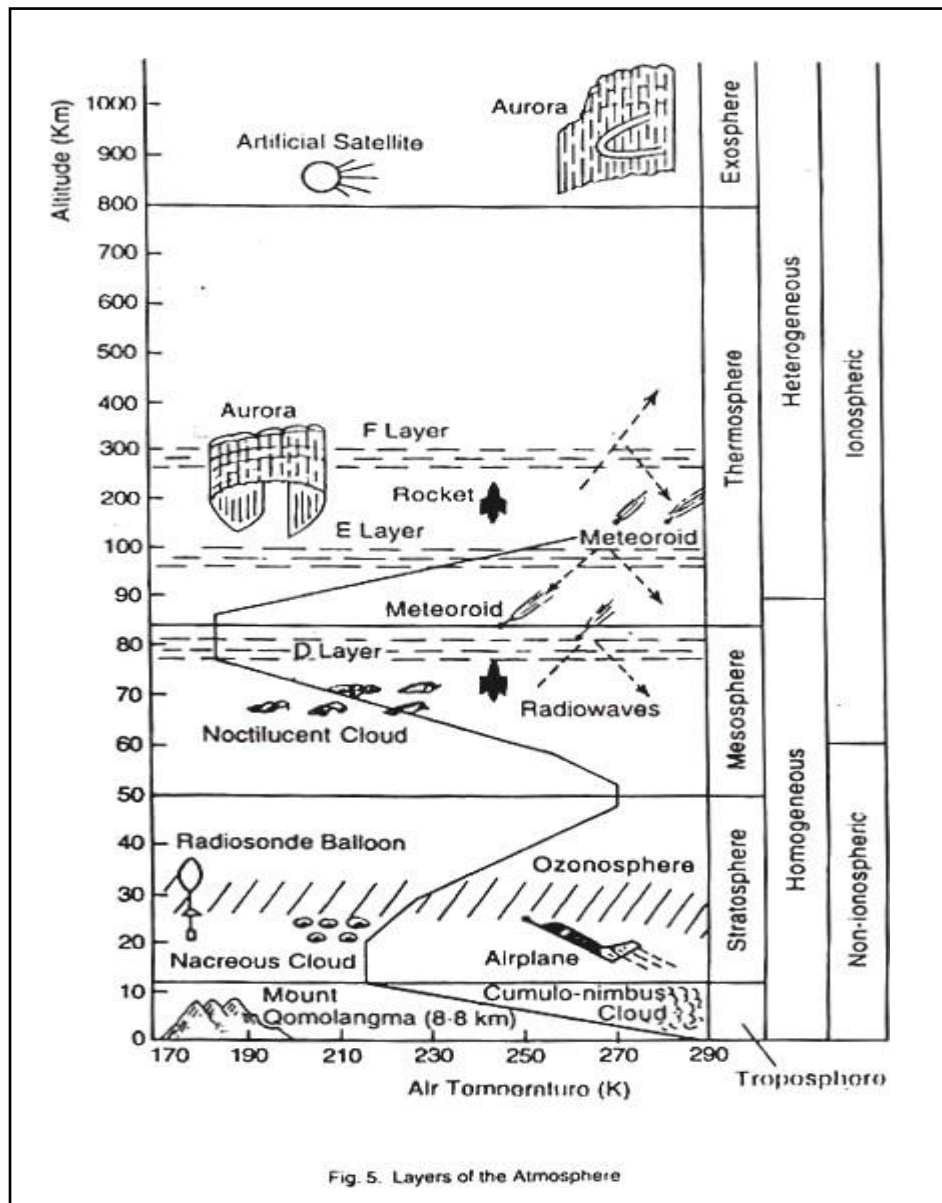 1000
900
800
700
600
500
400
300
200
100
90
80
70
60
50
40
30
20
10
0
Altitude (Km)
Aurora
Artificial Satellite
Aurora
F Layer
Rocket
E Layer
Meteoroid
Meteoroid
D Layer
Radiowaves
Noctilucent Cloud
Radiosonde Balloon
Ozonosphere
Nacreous Cloud
Airplane
Mount
Qomolangma (8·8 km)
Cumulo-nimbus
Cloud
170 190 210 230 250 270 290
Air Temperature (K)
Exosphere
Thermosphere
Mesosphere
Stratosphere
Troposphere
Heterogeneous
Homogeneous
Ionospheric
Non-ionospheric
Fig. 5. Layers of the Atmosphere